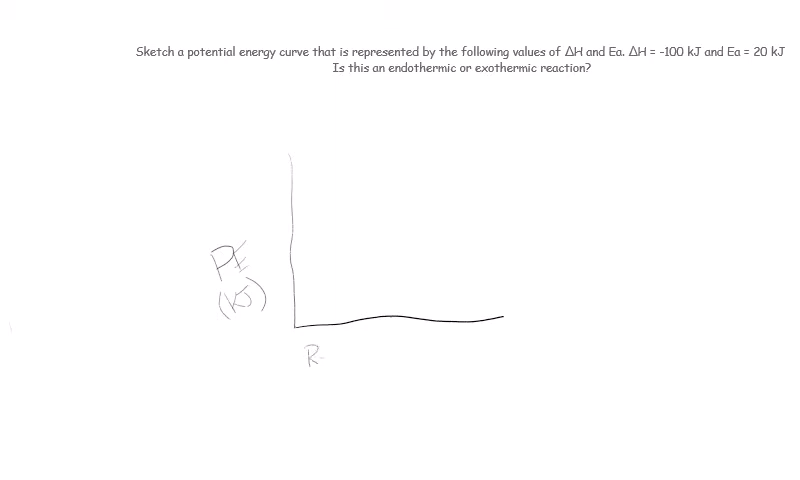 Sketch a potential energy curve that is represented by the following values of ΔH and Ea. ΔH = -100 kJ and Ea = 20 kJ
Is this an endothermic or exothermic reaction?
PE
(KJ)
R